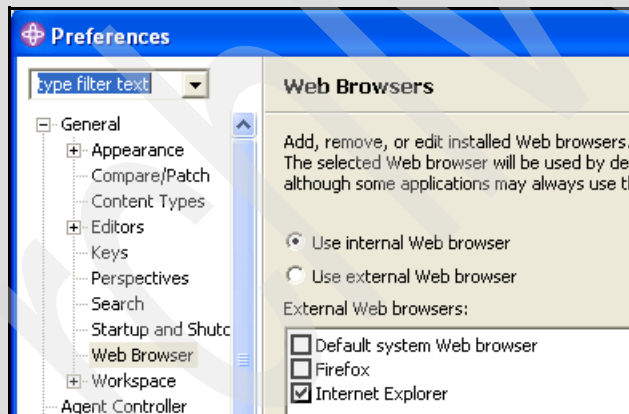 Preferences
type filter text
Web Browsers
General
Appearance
Compare/Patch
Content Types
Editors
Keys
Perspectives
Search
Startup and Shutc
Web Browser
Workspace
Agent Controller
Add, remove, or edit installed Web browsers.
The selected Web browser will be used by de
although some applications may always use t
Use internal Web browser
Use external Web browser
External Web browsers:
Default system Web browser
Firefox
Internet Explorer